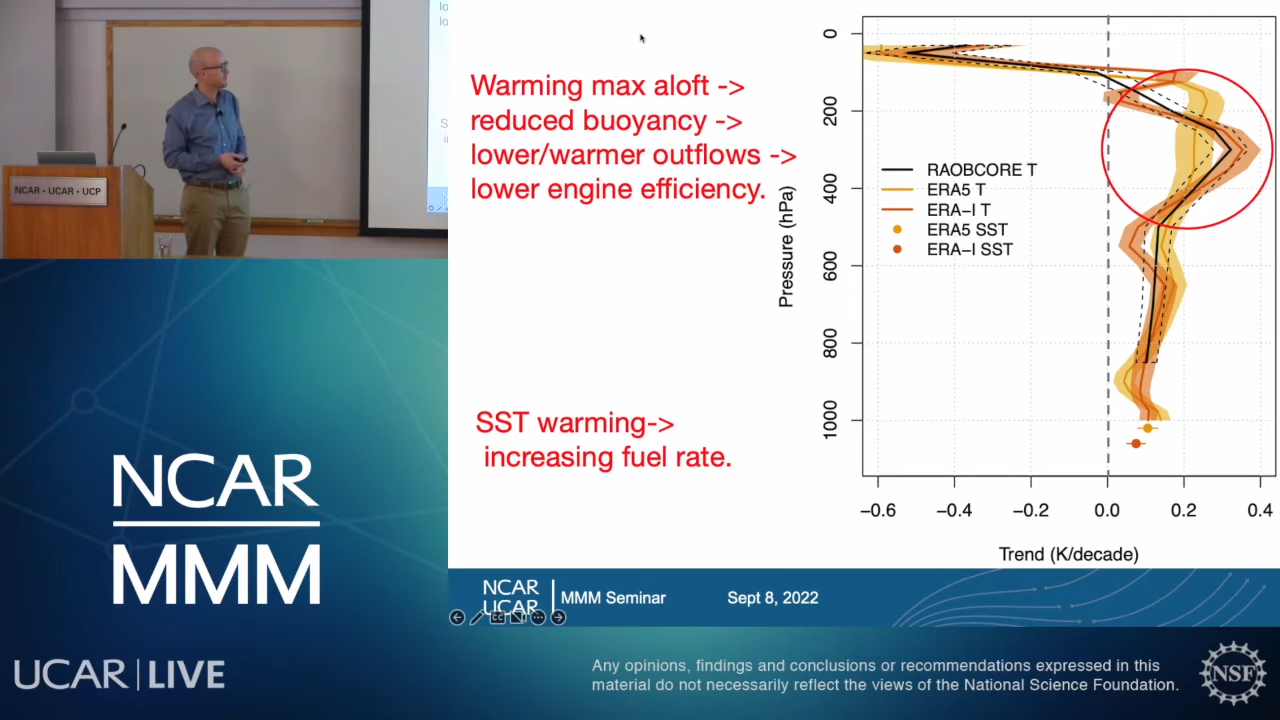 NCAR • UCAR • UCP
Warming max aloft ->
reduced buoyancy ->
lower/warmer outflows ->
lower engine efficiency.
SST warming->
increasing fuel rate.
Pressure (hPa)
0
200
400
600
800
1000
RAOBCORE T
ERA5 T
ERA−I T
ERA5 SST
ERA−I SST
−0.6 −0.4 −0.2 0.0 0.2 0.4
Trend (K/decade)
NCAR
UCAR
MMM Seminar
Sept 8, 2022
CC
NCAR
MMM
UCAR | LIVE
Any opinions, findings and conclusions or recommendations expressed in this
material do not necessarily reflect the views of the National Science Foundation.
NSF